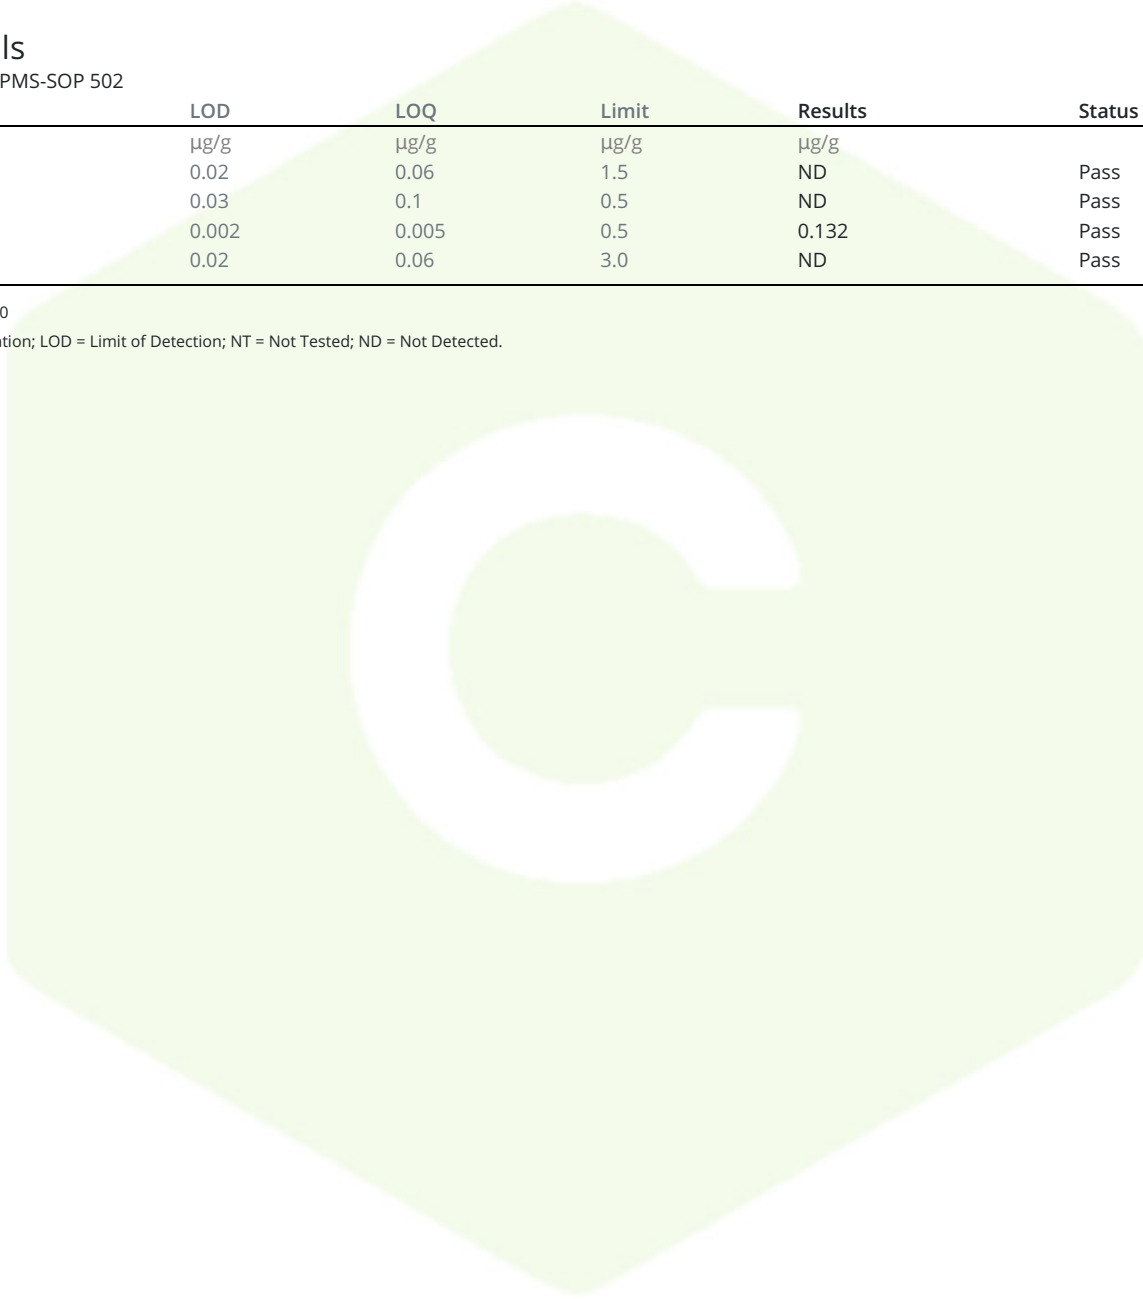 ls
PMS-SOP 502
LOD LOQ Limit Results Status
µg/g µg/g µg/g µg/g
0.02 0.06 1.5 ND Pass
0.03 0.1 0.5 ND Pass
0.002 0.005 0.5 0.132 Pass
0.02 0.06 3.0 ND Pass
0
tion; LOD = Limit of Detection; NT = Not Tested; ND = Not Detected.
C